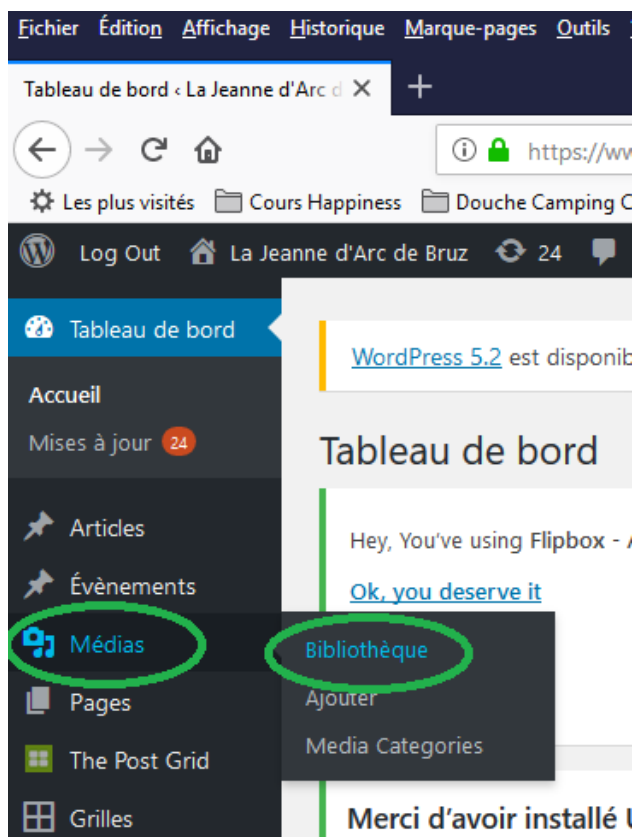 Fichier Édition Affichage Historique Marque-pages Outils
Tableau de bord ‹ La Jeanne d'Arc d
https://ww
Les plus visités Cours Happiness Douche Camping C
Log Out La Jeanne d'Arc de Bruz 24
Tableau de bord
WordPress 5.2 est disponib
Accueil
Mises à jour 24
Tableau de bord
Articles
Hey, You've using Flipbox - A
Évènements
Ok, you deserve it
Médias
Bibliothèque
Pages
Ajouter
Media Categories
The Post Grid
Grilles
Merci d’avoir installé U